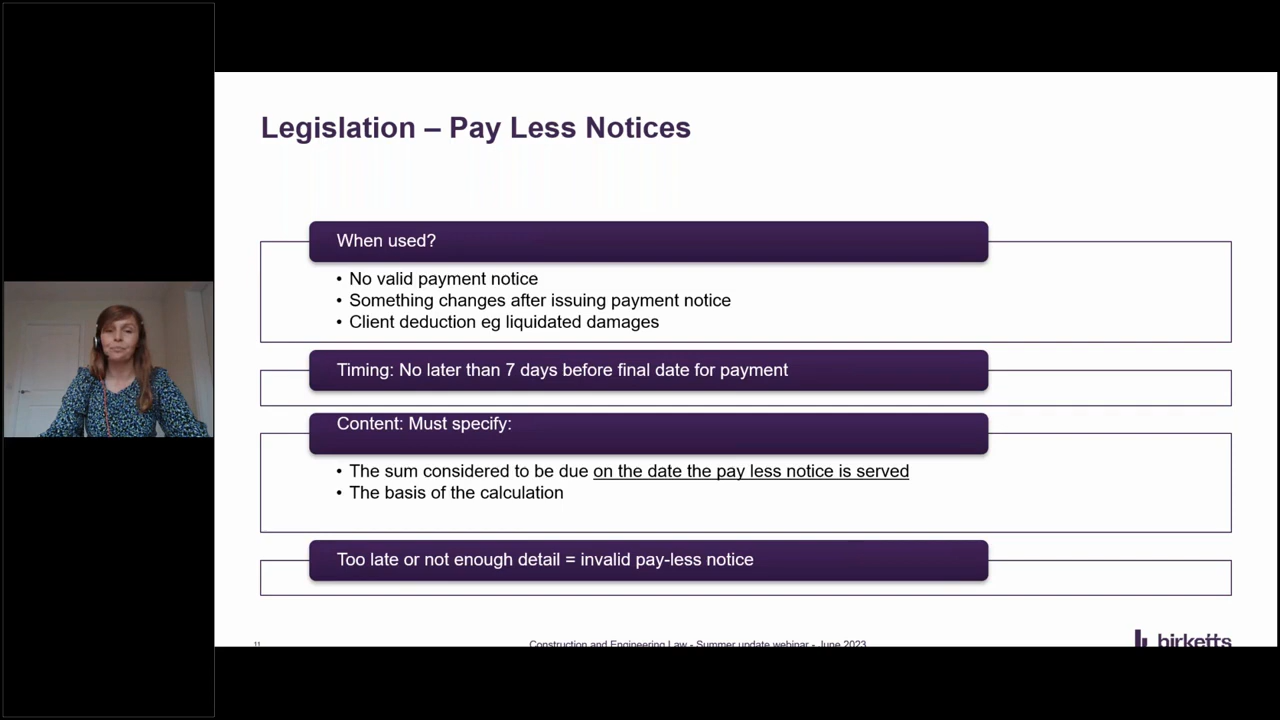 Legislation – Pay Less Notices
When used?
• No valid payment notice
• Something changes after issuing payment notice
• Client deduction eg liquidated damages
Timing: No later than 7 days before final date for payment
Content: Must specify:
• The sum considered to be due on the date the pay less notice is served
• The basis of the calculation
Too late or not enough detail = invalid pay-less notice
11
Construction and Engineering Law - Summer update webinar - June 2023
birketts